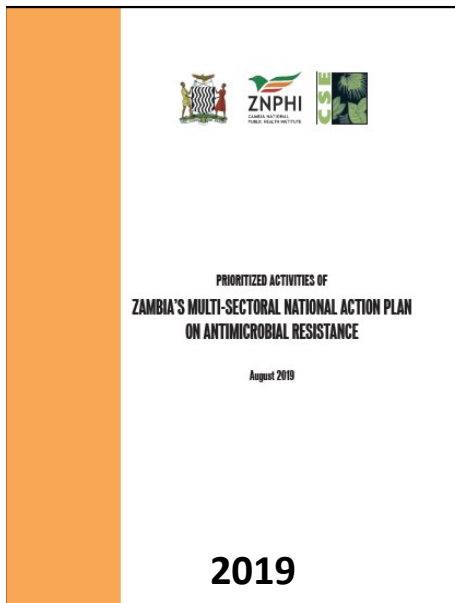 ZNPHI
ZAMBIA NATIONAL
PUBLIC HEALTH INSTITUTE
CSE
PRIORITIZED ACTIVITIES OF
ZAMBIA'S MULTI-SECTORAL NATIONAL ACTION PLAN
ON ANTIMICROBIAL RESISTANCE
August 2019
2019